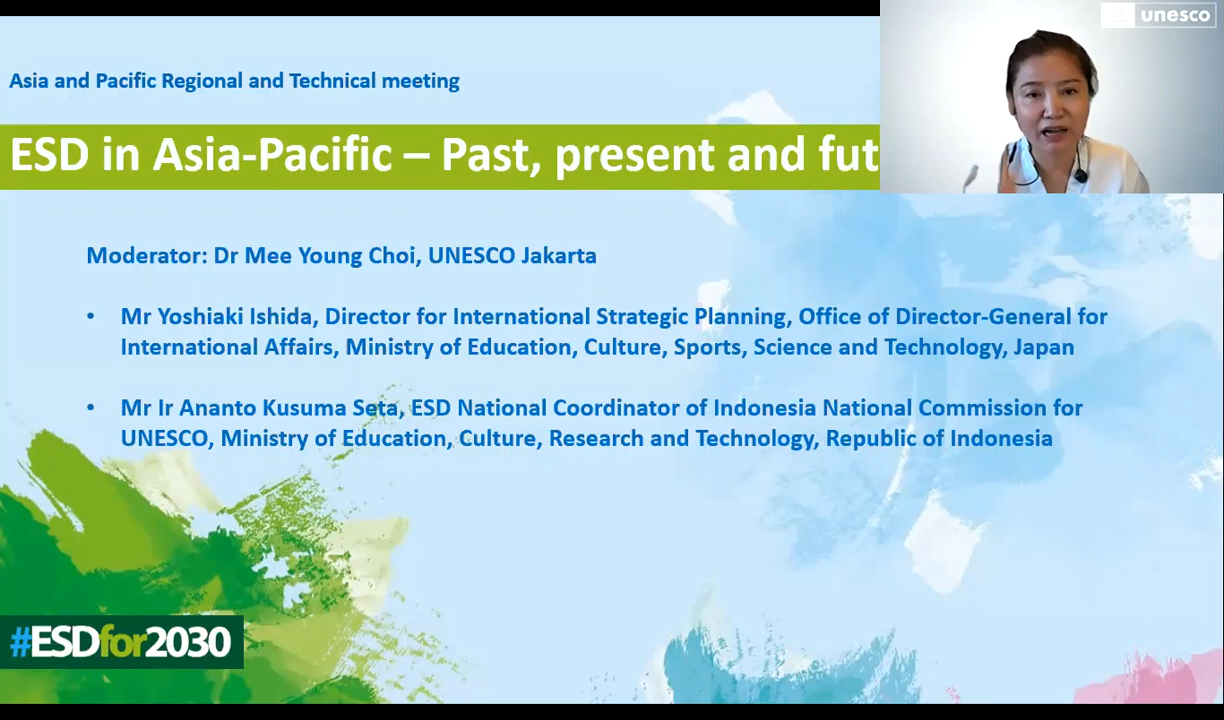 unesco
Asia and Pacific Regional and Technical meeting
ESD in Asia-Pacific – Past, present and fut
Moderator: Dr Mee Young Choi, UNESCO Jakarta
• Mr Yoshiaki Ishida, Director for International Strategic Planning, Office of Director-General for
International Affairs, Ministry of Education, Culture, Sports, Science and Technology, Japan
• Mr Ir Ananto Kusuma Seta, ESD National Coordinator of Indonesia National Commission for
UNESCO, Ministry of Education, Culture, Research and Technology, Republic of Indonesia
#ESDfor2030